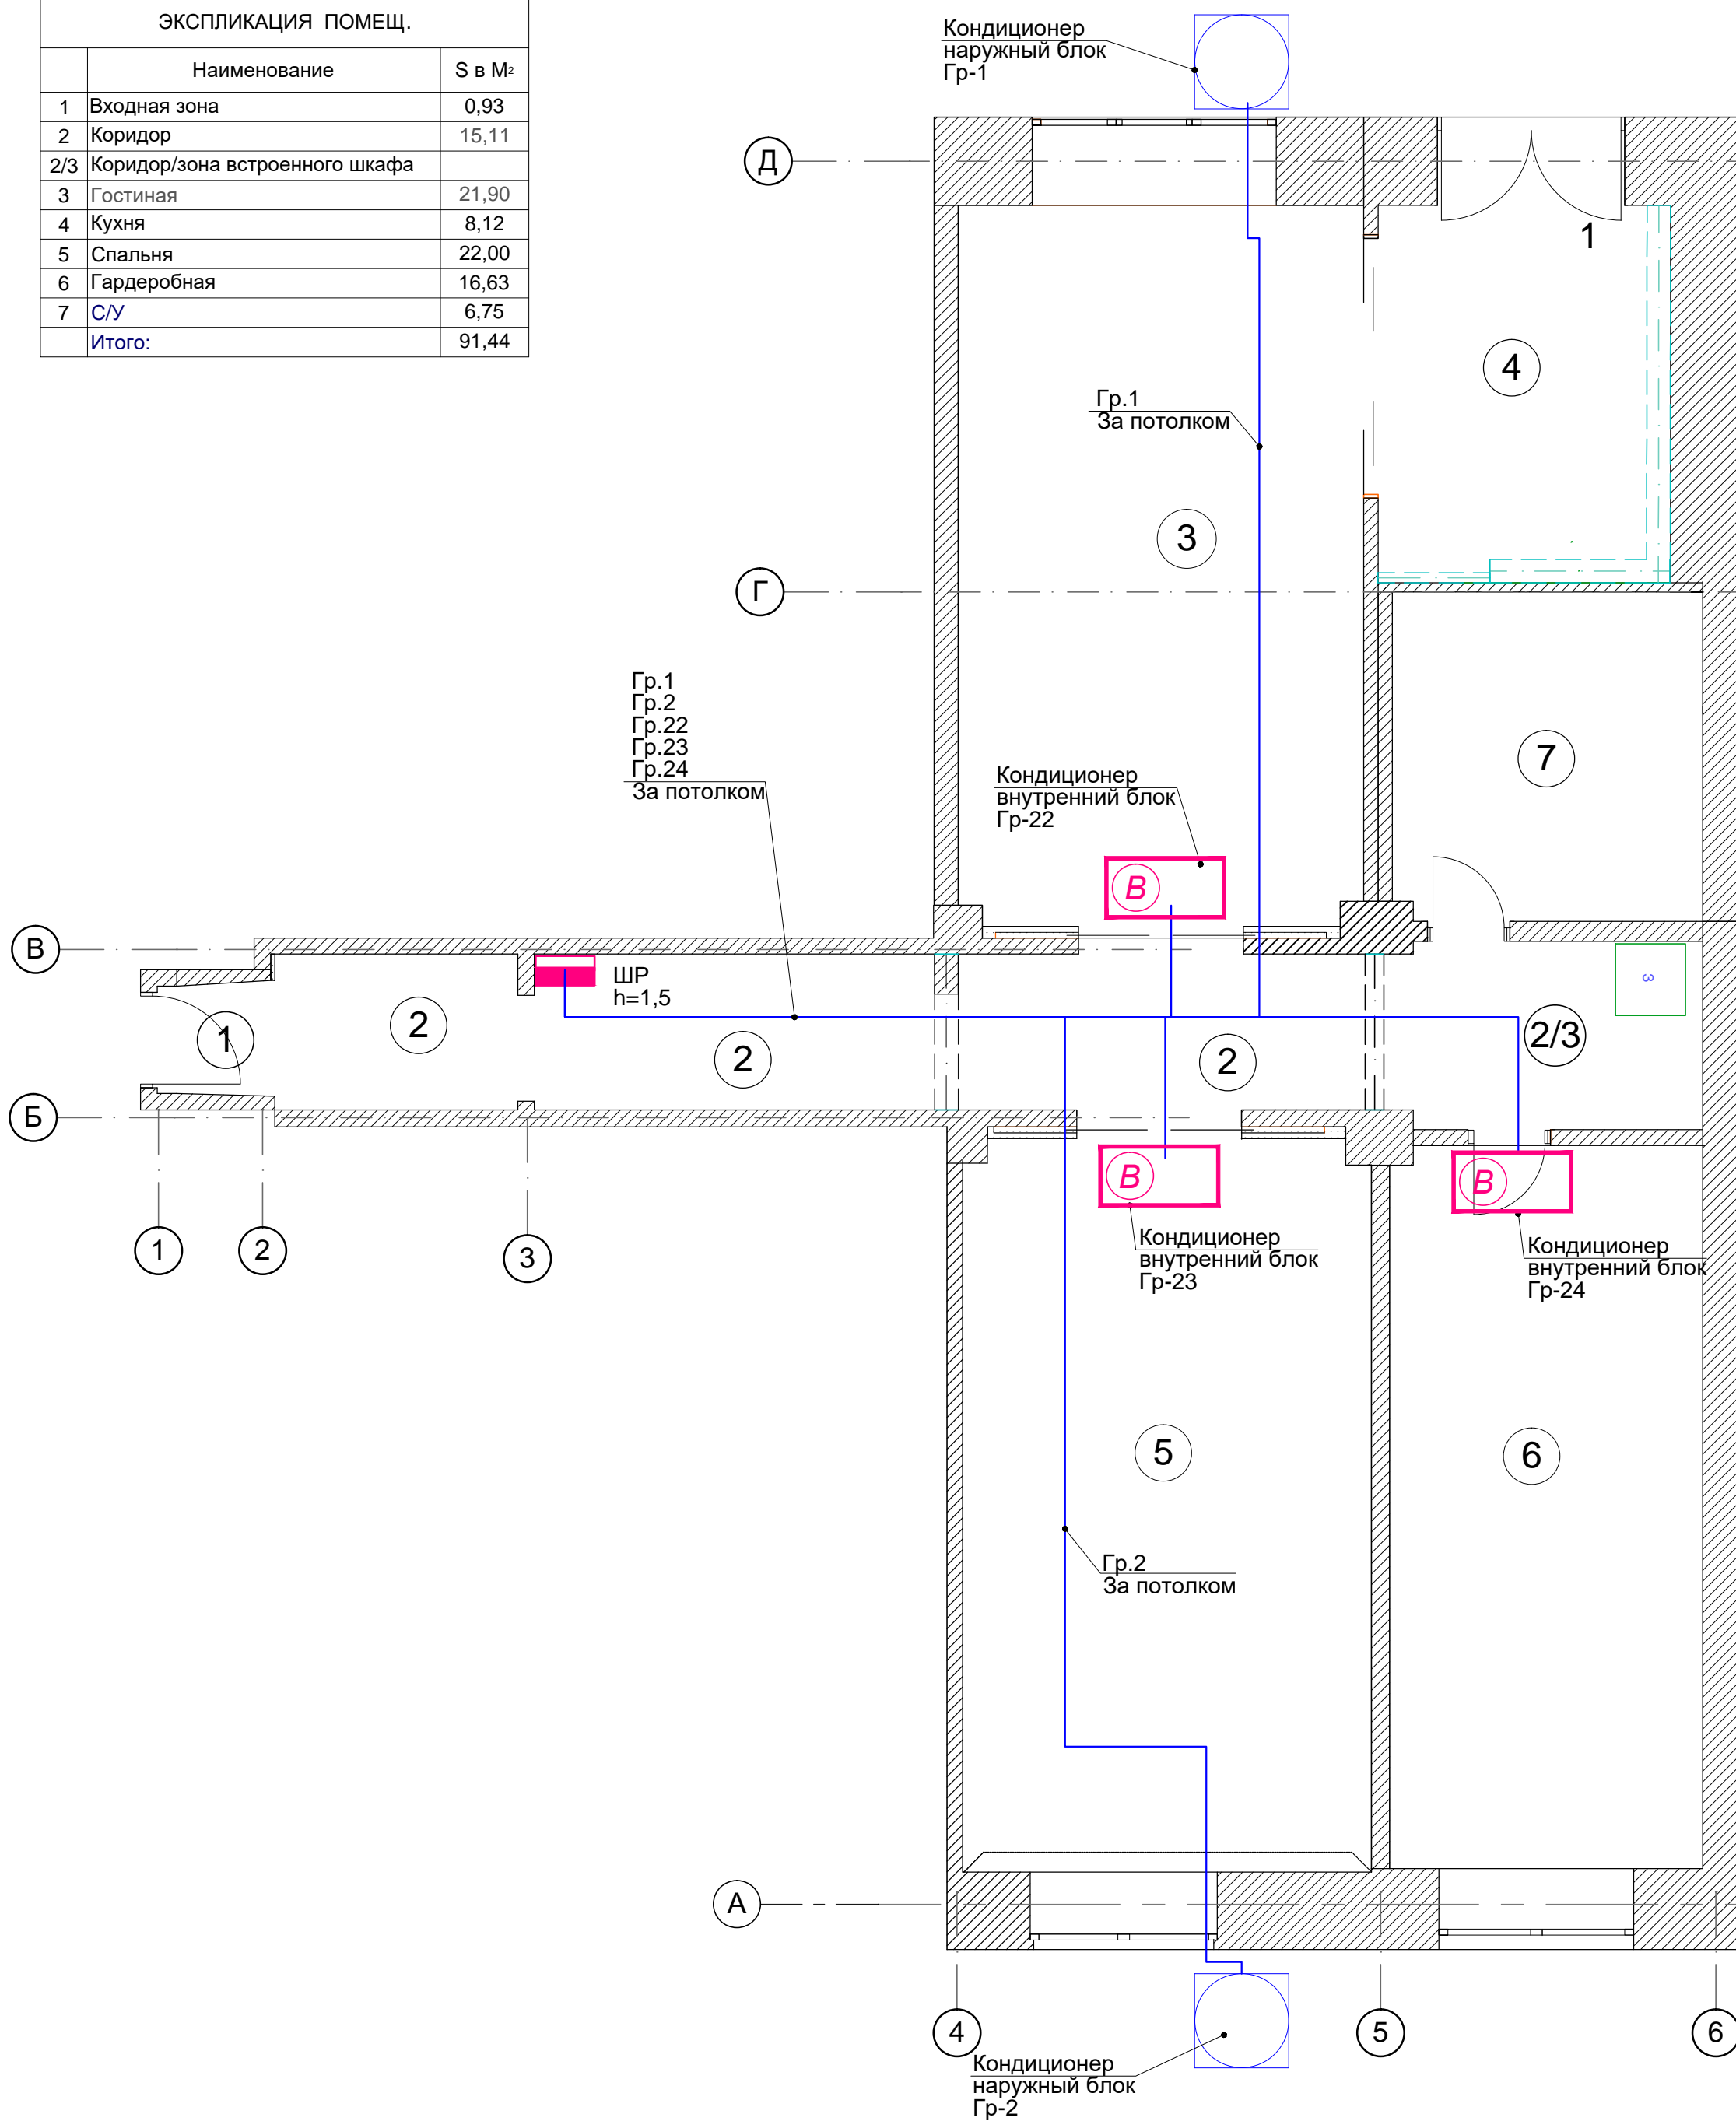 ЭКСПЛИКАЦИЯ ПОМЕЩ.
Наименование S в М²
1 Входная зона 0,93
2 Коридор 15,11
2/3 Коридор/зона встроенного шкафа
3 Гостиная 21,90
4 Кухня 8,12
5 Спальня 22,00
6 Гардеробная 16,63
7 С/У 6,75
Итого: 91,44
Кондиционер
наружный блок
Гр-1
Д
1
4
Гр.1
За потолком
3
Г
Гр.1
Гр.2
Гр.22
Гр.23
Гр.24
За потолком
Кондиционер
внутренний блок
Гр-22
7
В
В
ШР
h=1,5
3
1
2
2
2
2/3
Б
В
В
1
2
3
Кондиционер
внутренний блок
Гр-23
Кондиционер
внутренний блок
Гр-24
5
6
Гр.2
За потолком
А
4
5
6
Кондиционер
наружный блок
Гр-2